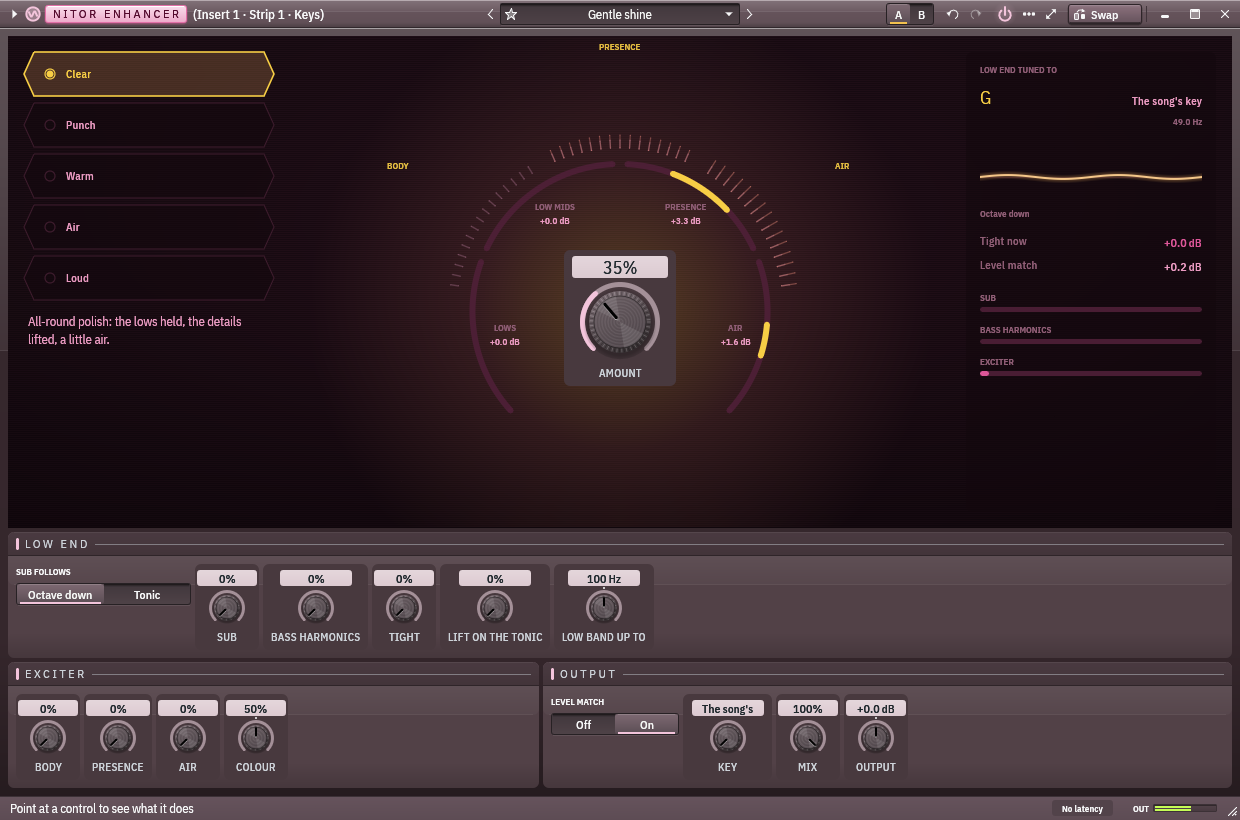 NITOR ENHANCER (Insert 1 · Strip 1 · Keys)
Gentle shine
A B
Swap
Clear
Punch
Warm
Air
Loud
All-round polish: the lows held, the details
lifted, a little air.
PRESENCE
BODY
AIR
LOW MIDS
+0.0 dB
PRESENCE
+3.3 dB
35%
LOWS
+0.0 dB
AIR
+1.6 dB
AMOUNT
LOW END TUNED TO
G The song's key
49.0 Hz
Octave down
Tight now +0.0 dB
Level match +0.2 dB
SUB
BASS HARMONICS
EXCITER
LOW END
SUB FOLLOWS
Octave down Tonic
0% 0% 0% 0% 100 Hz
SUB BASS HARMONICS TIGHT LIFT ON THE TONIC LOW BAND UP TO
EXCITER
0% 0% 0% 50%
BODY PRESENCE AIR COLOUR
OUTPUT
LEVEL MATCH
Off On
The song's 100% +0.0 dB
KEY MIX OUTPUT
Point at a control to see what it does
No latency OUT